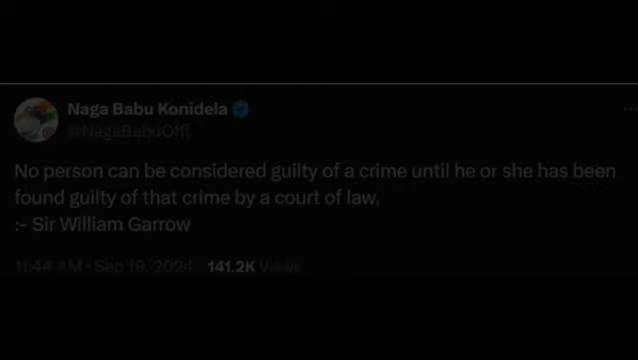 Naga Babu Konidela
@NagaBabuOffl
No person can be considered guilty of a crime until he or she has been
found guilty of that crime by a court of law.
:- Sir William Garrow
11:44 AM · Sep 19, 2024 141.2K Views